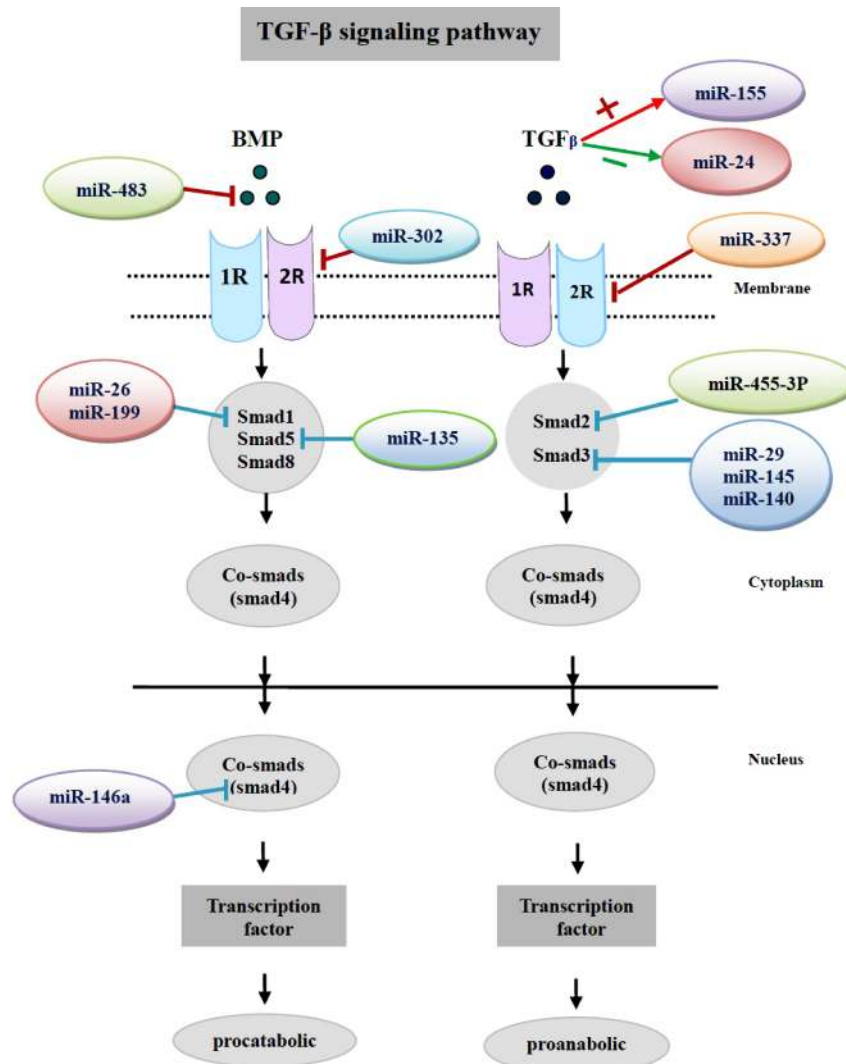 TGF-β signaling pathway
miR-155
BMP
TGFβ
miR-24
miR-483
miR-302
miR-337
1R
2R
1R
2R
Membrane
miR-26
miR-199
Smad1
Smad5
Smad8
miR-135
Smad2
Smad3
miR-455-3P
miR-29
miR-145
miR-140
Co-smads
(smad4)
Co-smads
(smad4)
Cytoplasm
Co-smads
(smad4)
Co-smads
(smad4)
Nucleus
miR-146a
Transcription
factor
Transcription
factor
procatabolic
proanabolic